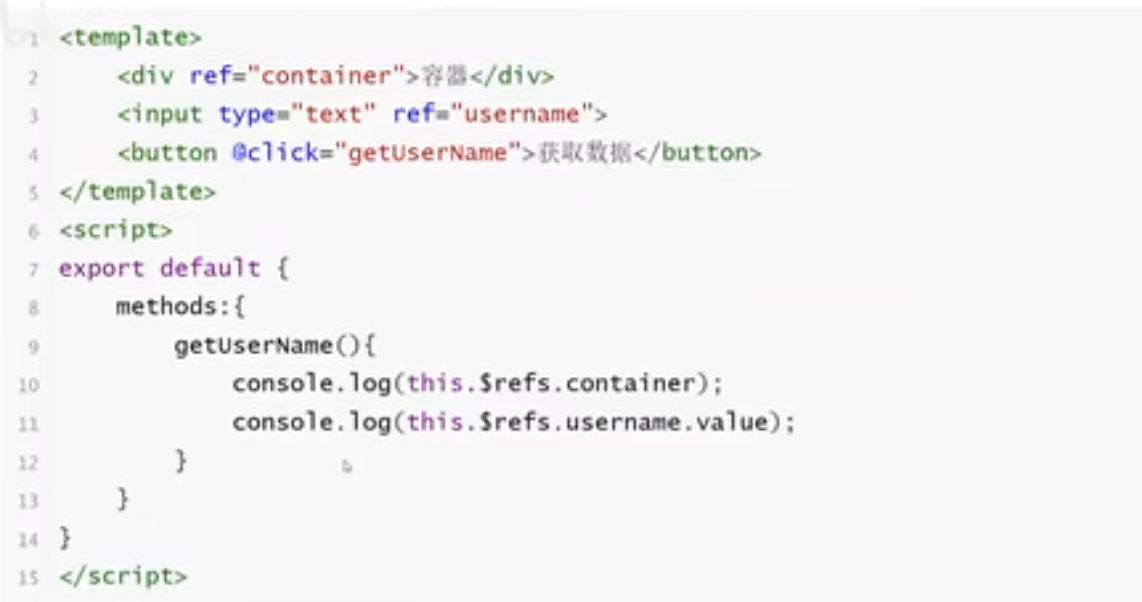 1 <template>
2     <div ref="container">容器</div>
3     <input type="text" ref="username">
4     <button @click="getUserName">获取数据</button>
5 </template>
6 <script>
7 export default {
8     methods:{
9         getUserName(){
10             console.log(this.$refs.container);
11             console.log(this.$refs.username.value);
12         }
13     }
14 }
15 </script>